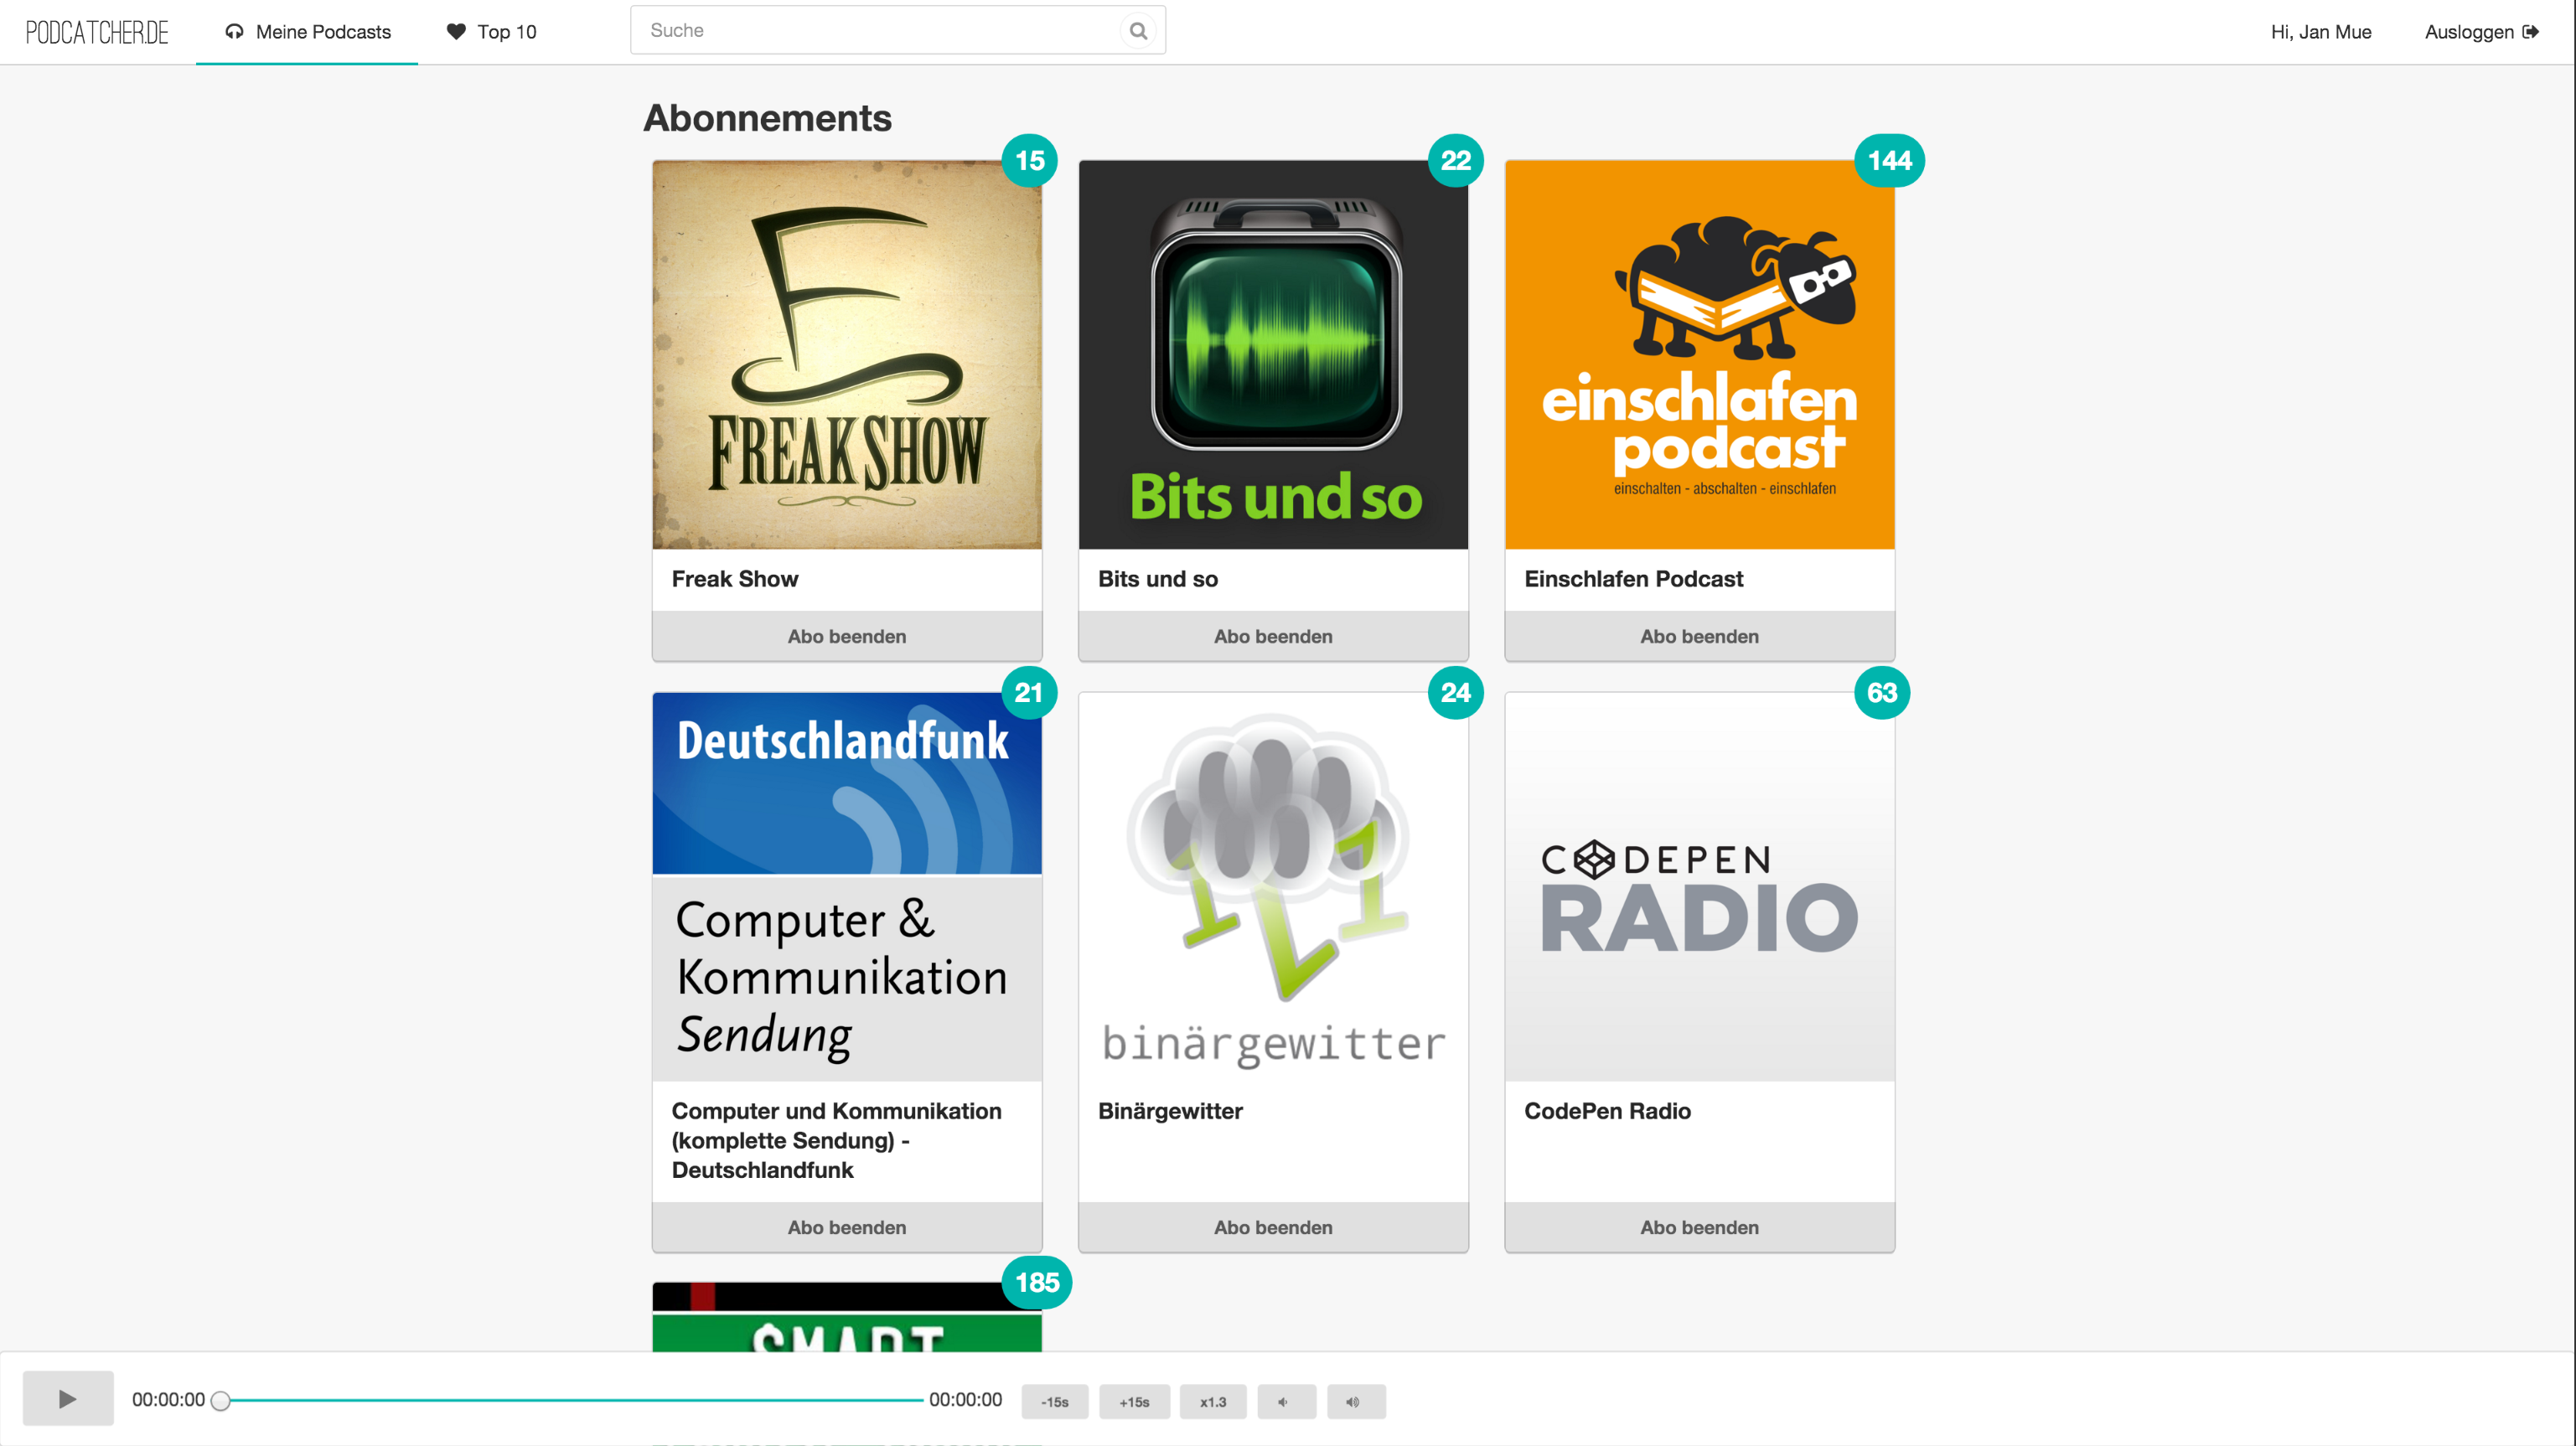 PODCATCHER.DE
Meine Podcasts
Top 10
Suche
Hi, Jan Mue
Ausloggen
Abonnements
15
22
144
FREAK SHOW
Bits und so
einschlafen
podcast
einschalten - abschalten - einschlafen
Freak Show
Bits und so
Einschlafen Podcast
Abo beenden
Abo beenden
Abo beenden
21
24
63
Deutschlandfunk
Computer &
Kommunikation
Sendung
binärgewitter
CODEPEN
RADIO
Computer und Kommunikation
(komplette Sendung) -
Deutschlandfunk
Binärgewitter
CodePen Radio
Abo beenden
Abo beenden
Abo beenden
185
SMART
00:00:00
00:00:00
-15s
+15s
x1.3